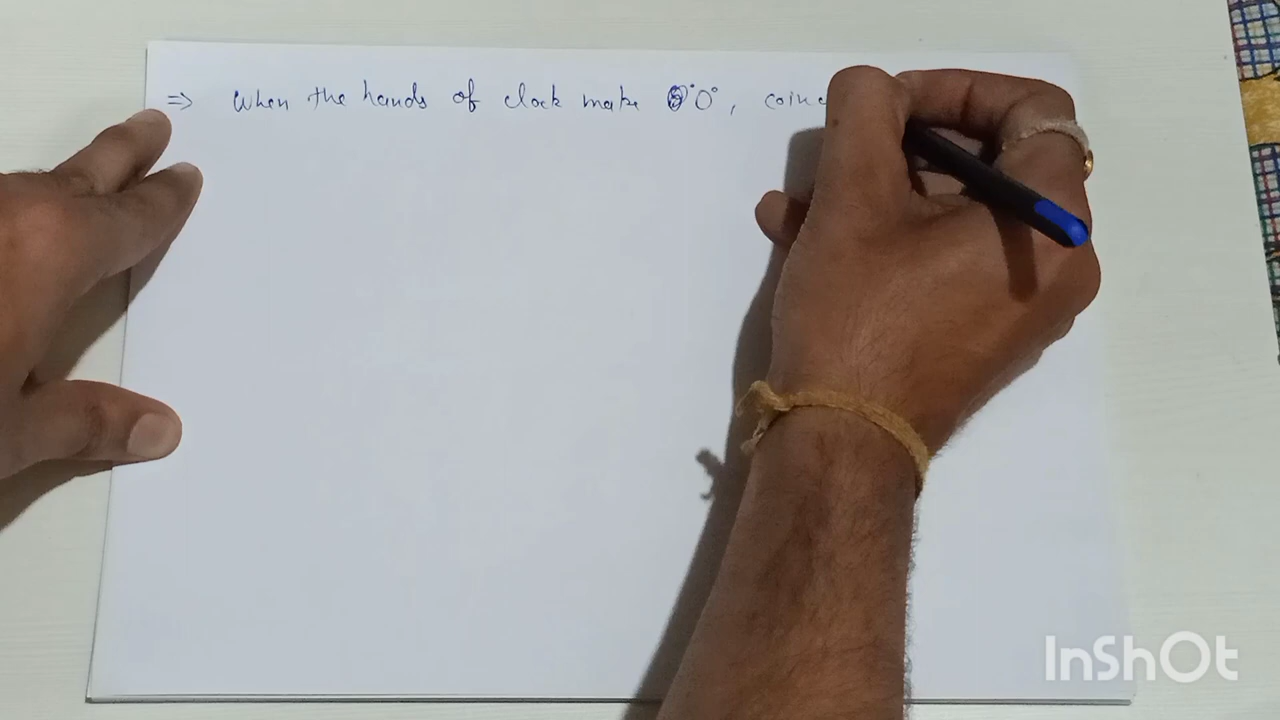 ⇒ When the hands of clock make 0°, coinc
InShOt